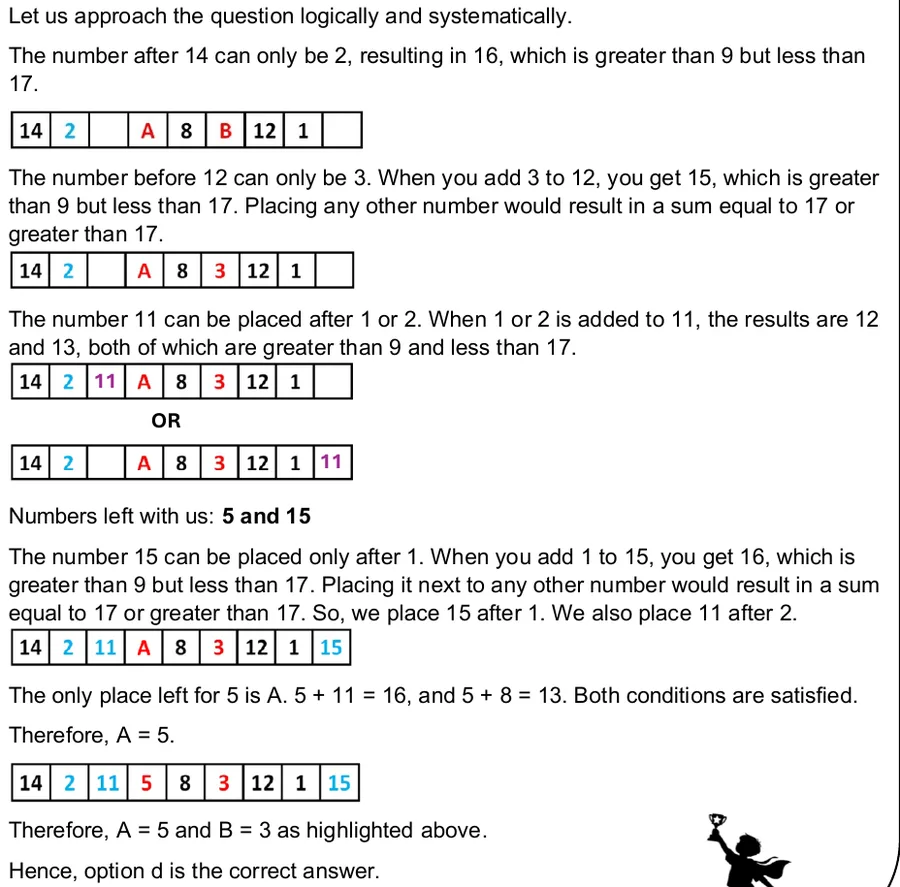 Let us approach the question logically and systematically.
The number after 14 can only be 2, resulting in 16, which is greater than 9 but less than
17.
14 2 A 8 B 12 1
The number before 12 can only be 3. When you add 3 to 12, you get 15, which is greater
than 9 but less than 17. Placing any other number would result in a sum equal to 17 or
greater than 17.
14 2 A 8 3 12 1
The number 11 can be placed after 1 or 2. When 1 or 2 is added to 11, the results are 12
and 13, both of which are greater than 9 and less than 17.
14 2 11 A 8 3 12 1
OR
14 2 A 8 3 12 1 11
Numbers left with us: 5 and 15
The number 15 can be placed only after 1. When you add 1 to 15, you get 16, which is
greater than 9 but less than 17. Placing it next to any other number would result in a sum
equal to 17 or greater than 17. So, we place 15 after 1. We also place 11 after 2.
14 2 11 A 8 3 12 1 15
The only place left for 5 is A. 5 + 11 = 16, and 5 + 8 = 13. Both conditions are satisfied.
Therefore, A = 5.
14 2 11 5 8 3 12 1 15
Therefore, A = 5 and B = 3 as highlighted above.
Hence, option d is the correct answer.